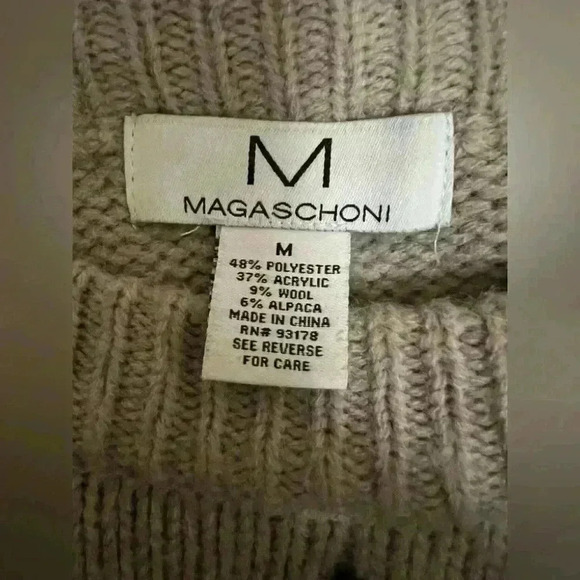 M
MAGASCHONI
M
48% POLYESTER
37% ACRYLIC
9% WOOL
6% ALPACA
MADE IN CHINA
RN# 93178
SEE REVERSE
FOR CARE